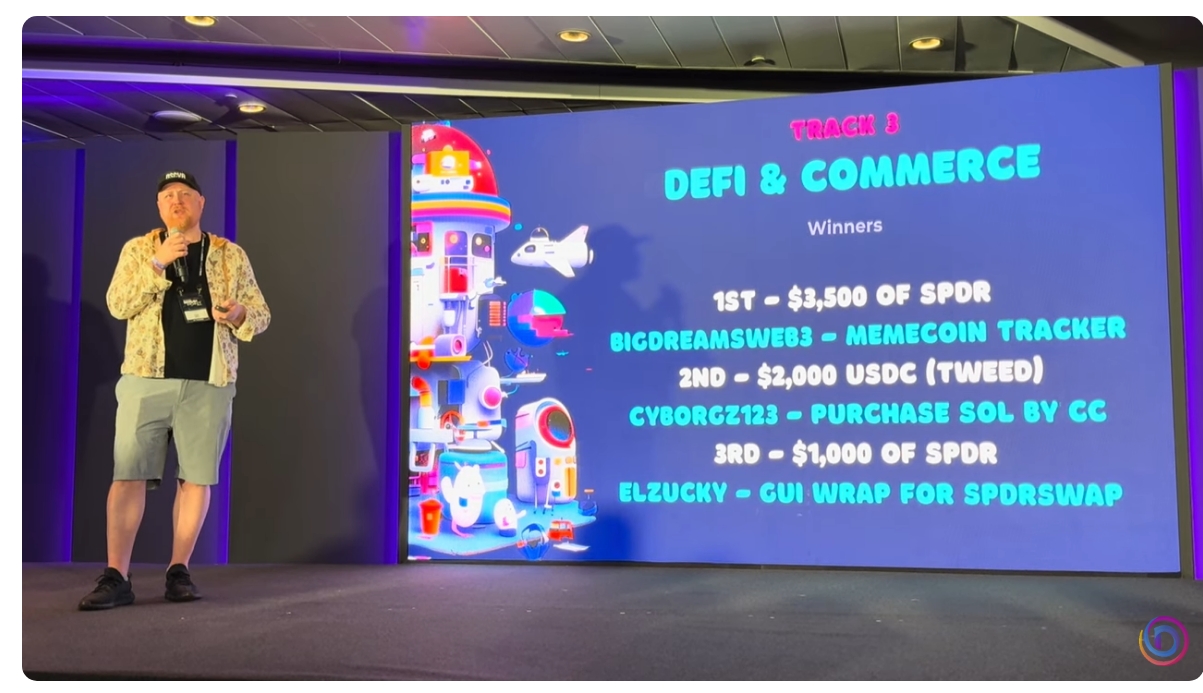 TRACK 3
DEFI & COMMERCE
Winners
1ST - $3,500 OF SPDR
BIGDREAMSWEB3 - MEMECOIN TRACKER
2ND - $2,000 USDC (TWEED)
CYBORGZ123 - PURCHASE SOL BY CC
3RD - $1,000 OF SPDR
ELZUCKY - GUI WRAP FOR SPDRSWAP